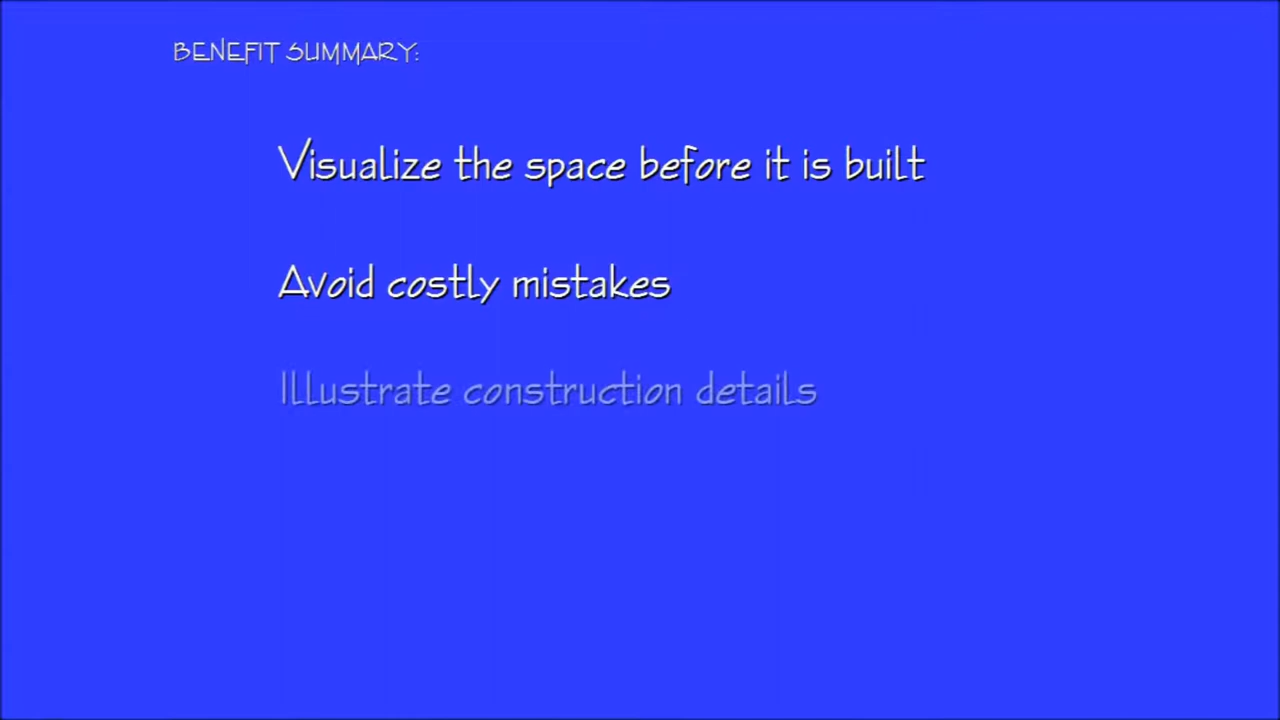 BENEFIT SUMMARY:
Visualize the space before it is built
Avoid costly mistakes
Illustrate construction details